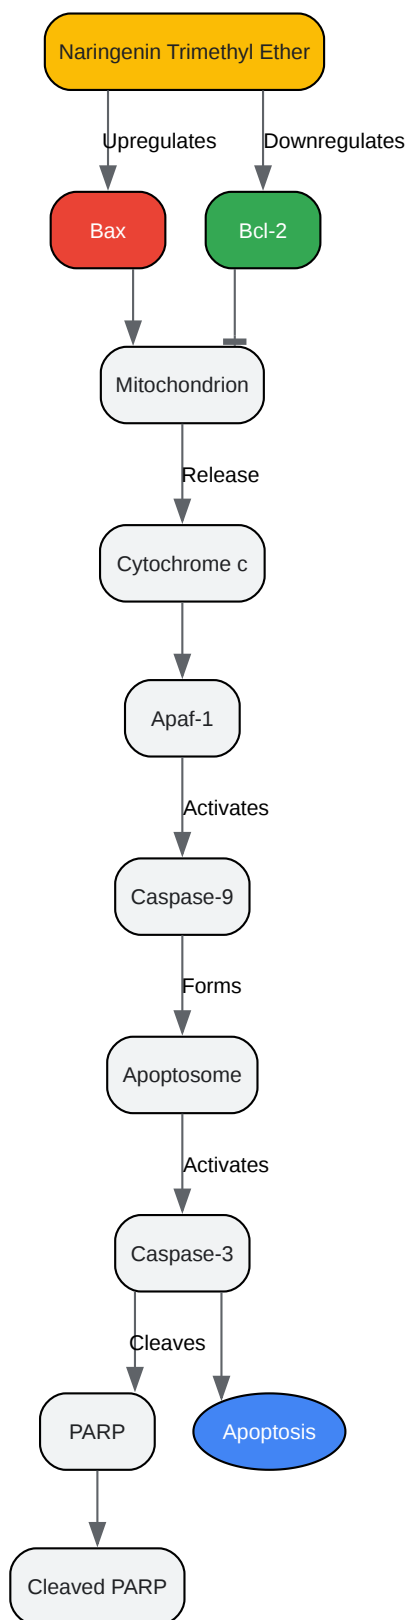 Naringenin Trimethyl Ether
Upregulates
Downregulates
Bax
Bcl-2
Mitochondrion
Release
Cytochrome c
Apaf-1
Activates
Caspase-9
Forms
Apoptosome
Activates
Caspase-3
Cleaves
PARP
Apoptosis
Cleaved PARP